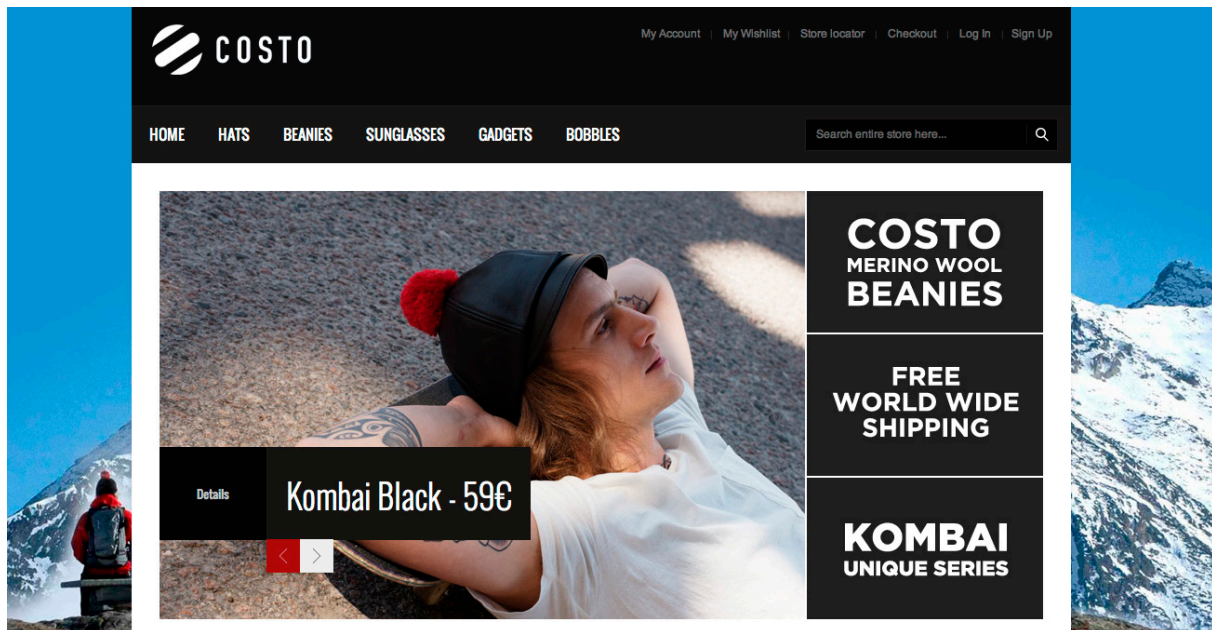 COSTO
My Account
My Wishlist
Store locator
Checkout
Log In
Sign Up
HOME
HATS
BEANIES
SUNGLASSES
GADGETS
BOBBLES
Search entire store here...
COSTO
MERINO WOOL
BEANIES
FREE
WORLD WIDE
SHIPPING
Details
Kombai Black - 59€
KOMBAI
UNIQUE SERIES